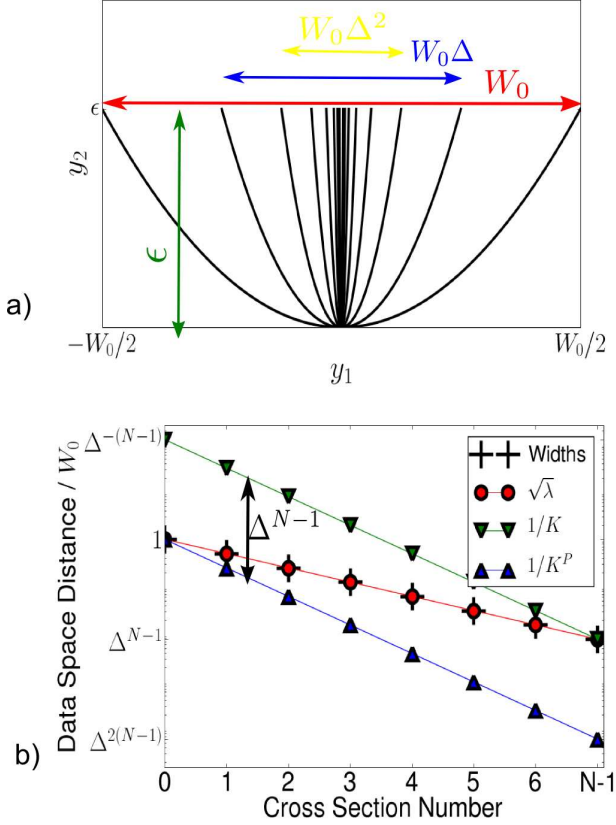 a)
W₀Δ²
W₀Δ
W₀
ϵ
y₂
ϵ
−W₀/2
W₀/2
y₁
b)
Data Space Distance / W₀
Δ^−(N−1)
1
Δ^N−1
Δ^2(N−1)
Δ^N−1
Widths
√λ
1/K
1/K^P
0 1 2 3 4 5 6 N-1
Cross Section Number